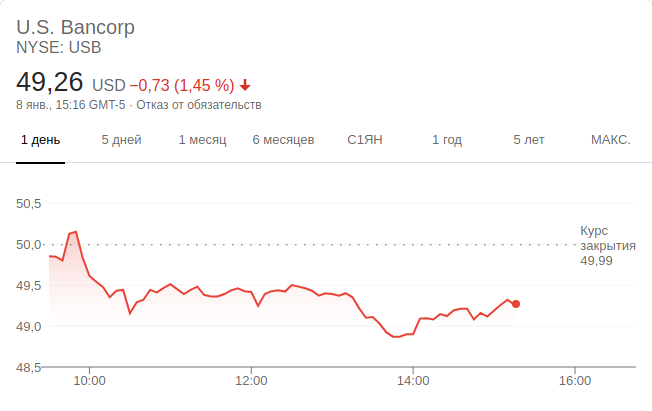 U.S. Bancorp
NYSE: USB
49,26 USD −0,73 (1,45 %)
8 янв., 15:16 GMT-5 · Отказ от обязательств
1 день 5 дней 1 месяц 6 месяцев С1ЯН 1 год 5 лет МАКС.
50,5
Курс
50,0 закрытия
49,99
49,5
49,0
48,5
10:00 12:00 14:00 16:00